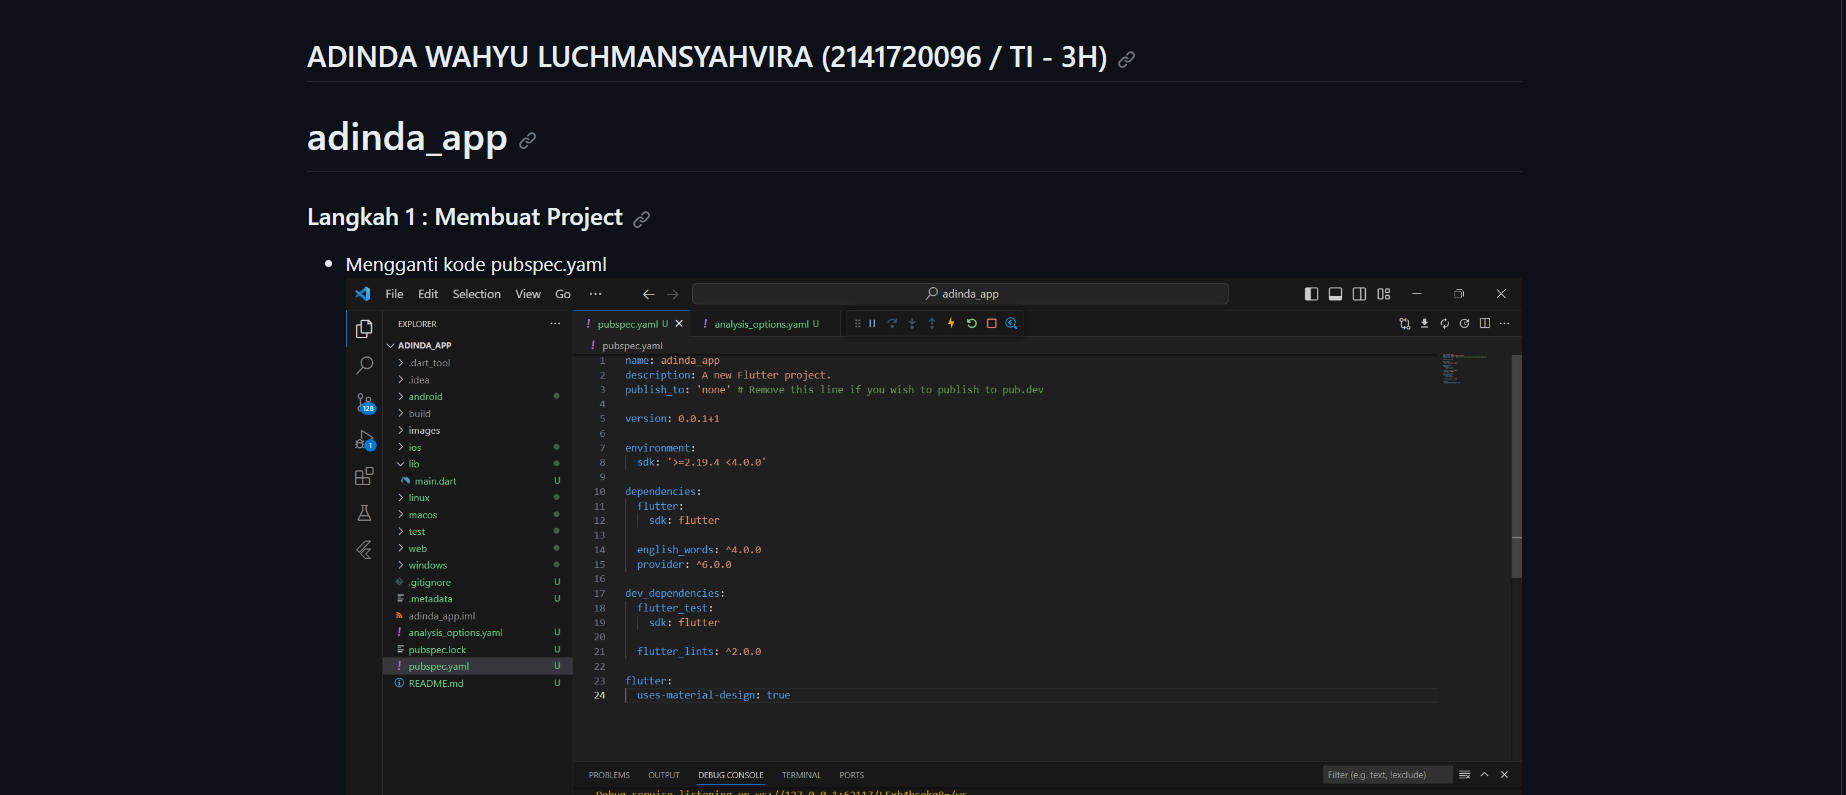 ADINDA WAHYU LUCHMANSYAHVIRA (2141720096 / TI - 3H)
adinda_app
Langkah 1 : Membuat Project
Mengganti kode pubspec.yaml
File Edit Selection View Go ··· adinda_app
EXPLORER ···
pubspec.yaml U analysis_options.yaml U
pubspec.yaml
ADINDA_APP
.dart_tool
.idea
android
build
images
ios
lib
main.dart U
linux
macos
test
web
windows
.gitignore U
.metadata U
adinda_app.iml
analysis_options.yaml U
pubspec.lock U
pubspec.yaml U
README.md U
128
1
1 name: adinda_app
2 description: A new Flutter project.
3 publish_to: 'none' # Remove this line if you wish to publish to pub.dev
4
5 version: 0.0.1+1
6
7 environment:
8 sdk: '>=2.19.4 <4.0.0'
9
10 dependencies:
11 flutter:
12 sdk: flutter
13
14 english_words: ^4.0.0
15 provider: ^6.0.0
16
17 dev_dependencies:
18 flutter_test:
19 sdk: flutter
20
21 flutter_lints: ^2.0.0
22
23 flutter:
24 uses-material-design: true
PROBLEMS OUTPUT DEBUG CONSOLE TERMINAL PORTS Filter (e.g. text, !exclude)
Debug service listening on